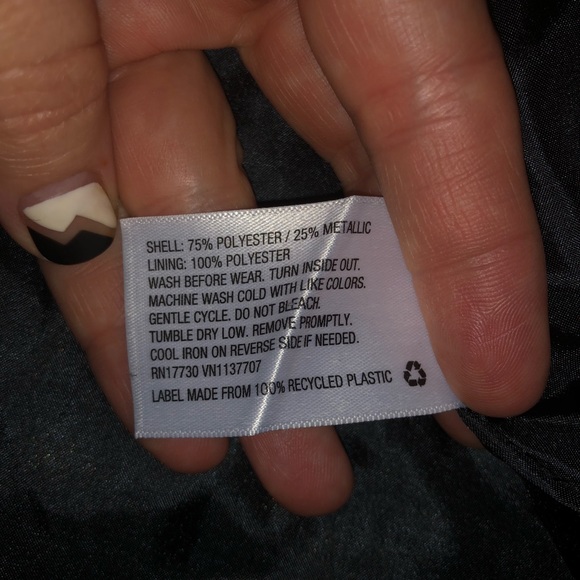 SHELL: 75% POLYESTER / 25% METALLIC
LINING: 100% POLYESTER
WASH BEFORE WEAR. TURN INSIDE OUT.
MACHINE WASH COLD WITH LIKE COLORS.
GENTLE CYCLE. DO NOT BLEACH.
TUMBLE DRY LOW. REMOVE PROMPTLY.
COOL IRON ON REVERSE SIDE IF NEEDED.
RN17730 VN1137707
LABEL MADE FROM 100% RECYCLED PLASTIC